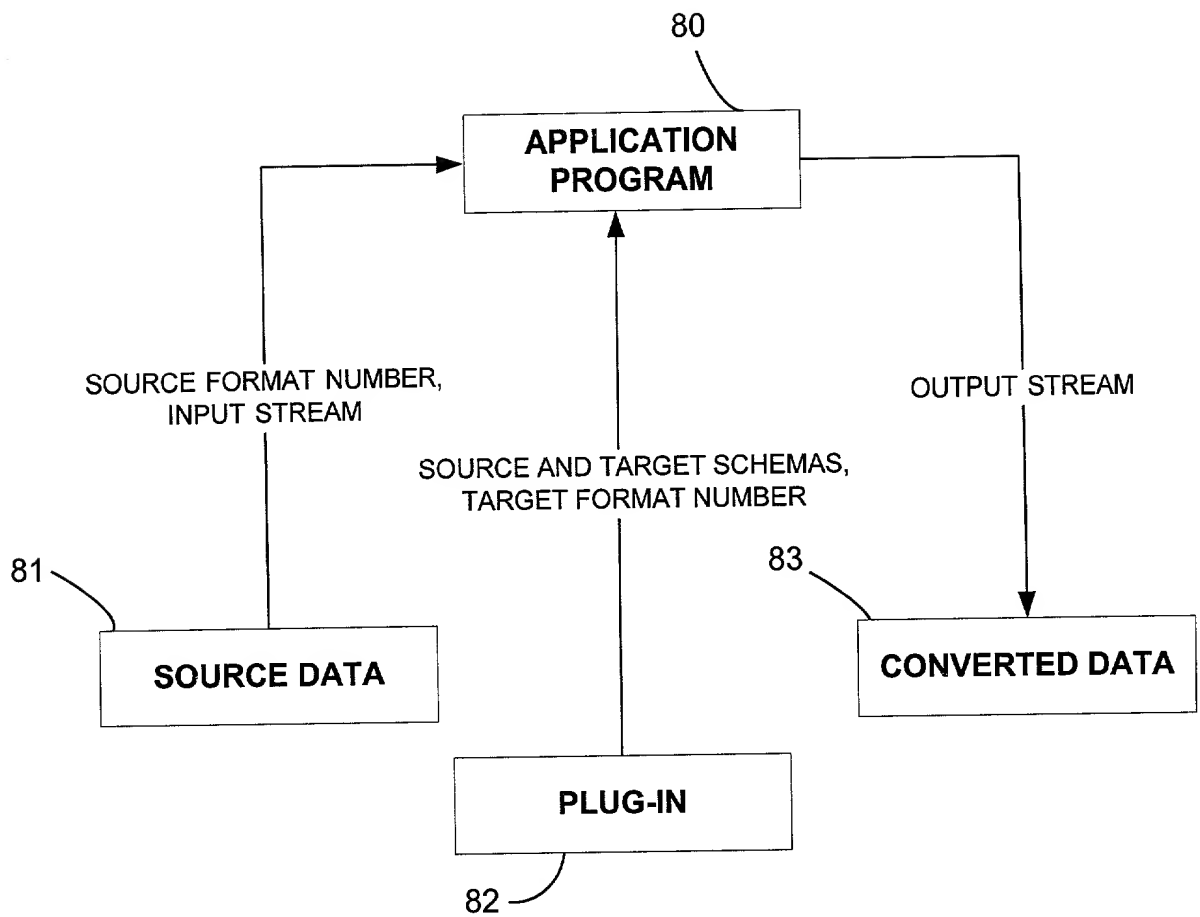 80
APPLICATION
PROGRAM
SOURCE FORMAT NUMBER,
INPUT STREAM
OUTPUT STREAM
SOURCE AND TARGET SCHEMAS,
TARGET FORMAT NUMBER
81
SOURCE DATA
83
CONVERTED DATA
PLUG-IN
82